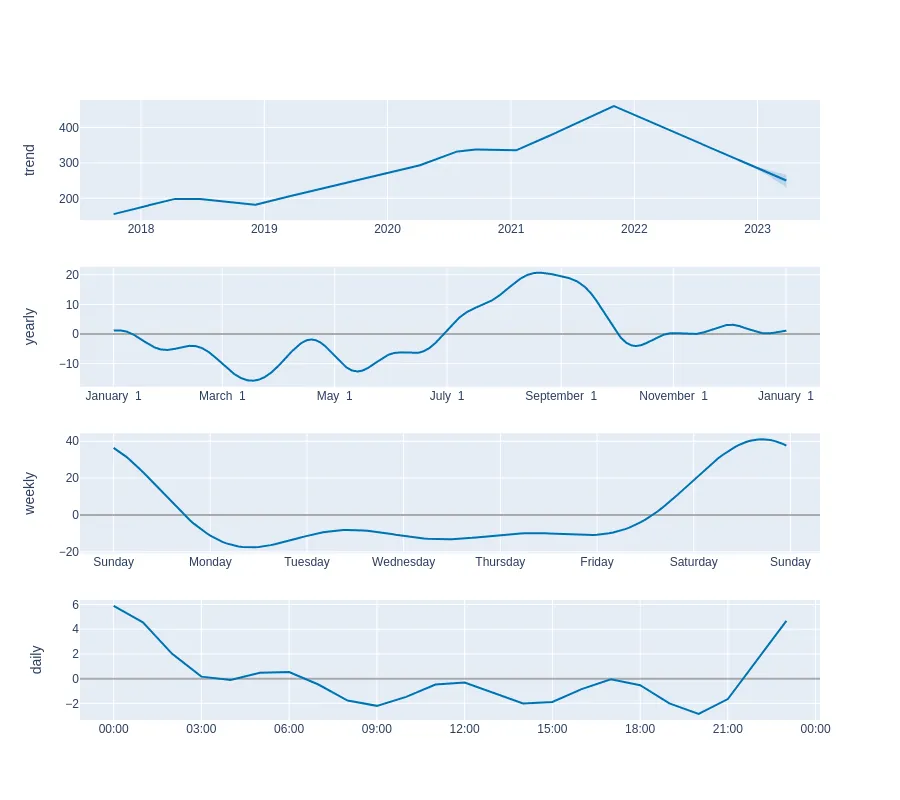 trend
400
300
200
2018 2019 2020 2021 2022 2023
yearly
20
10
0
−10
January 1 March 1 May 1 July 1 September 1 November 1 January 1
weekly
40
20
0
−20
Sunday Monday Tuesday Wednesday Thursday Friday Saturday Sunday
daily
6
4
2
0
−2
00:00 03:00 06:00 09:00 12:00 15:00 18:00 21:00 00:00